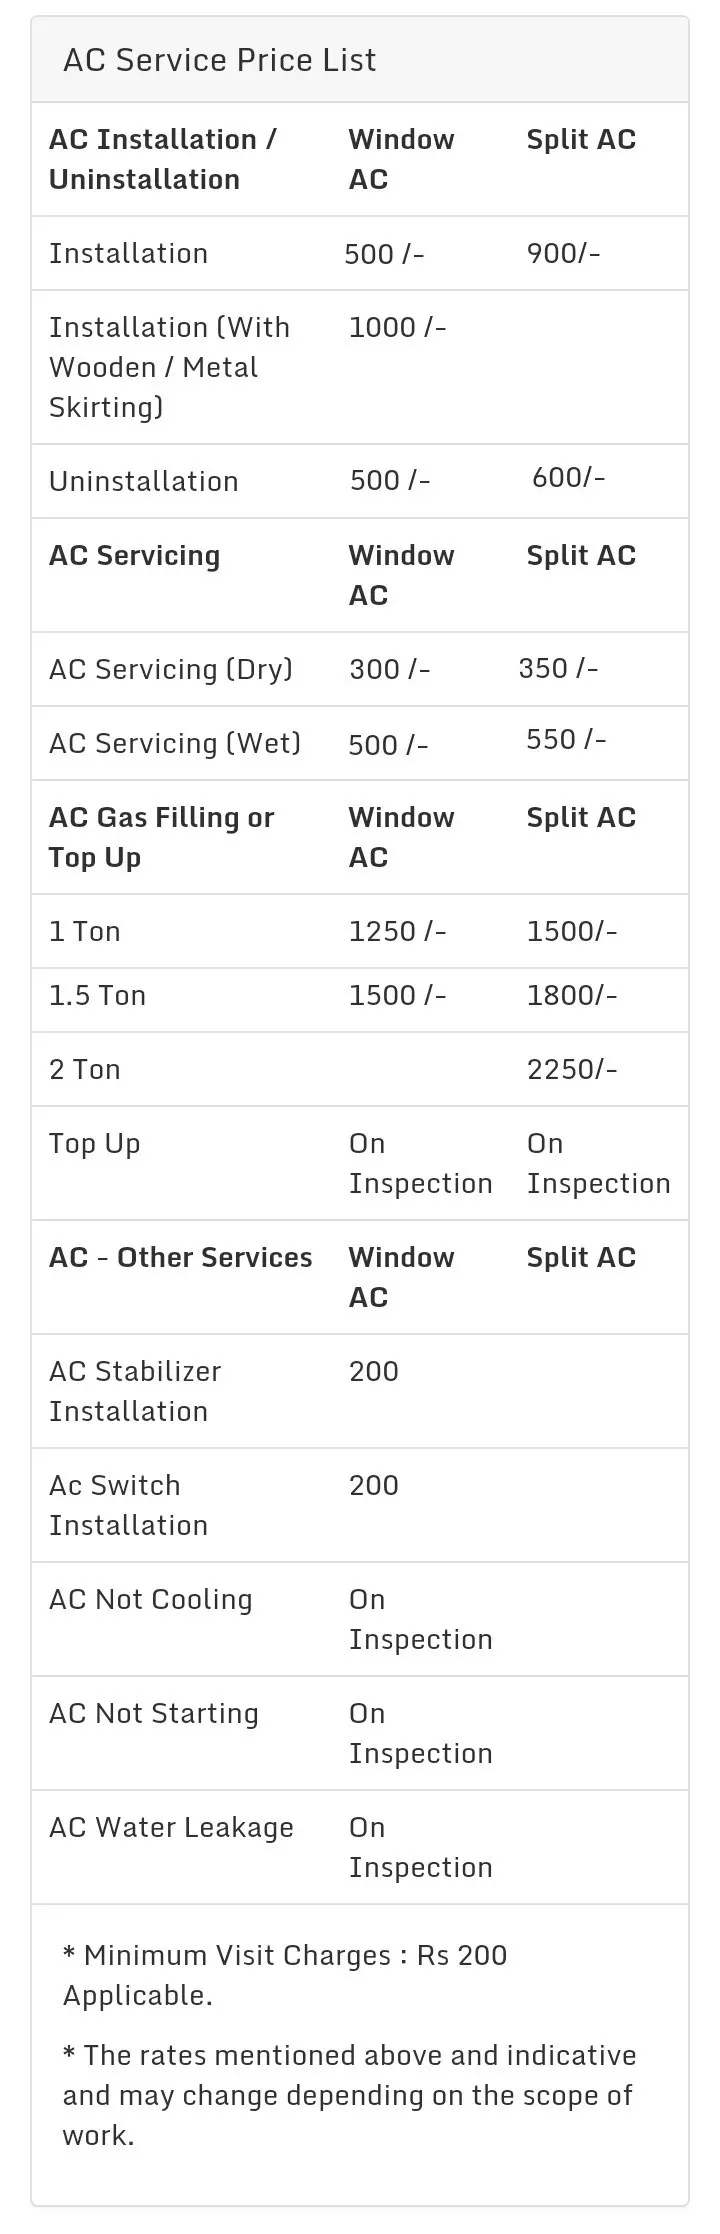 AC Service Price List
AC Installation / Window Split AC
Uninstallation AC
Installation 500 /- 900/-
Installation (With 1000 /-
Wooden / Metal
Skirting)
Uninstallation 500 /- 600/-
AC Servicing Window Split AC
AC
AC Servicing (Dry) 300 /- 350 /-
AC Servicing (Wet) 500 /- 550 /-
AC Gas Filling or Window Split AC
Top Up AC
1 Ton 1250 /- 1500/-
1.5 Ton 1500 /- 1800/-
2 Ton 2250/-
Top Up On On
Inspection Inspection
AC - Other Services Window Split AC
AC
AC Stabilizer 200
Installation
Ac Switch 200
Installation
AC Not Cooling On
Inspection
AC Not Starting On
Inspection
AC Water Leakage On
Inspection
* Minimum Visit Charges : Rs 200
Applicable.
* The rates mentioned above and indicative
and may change depending on the scope of
work.